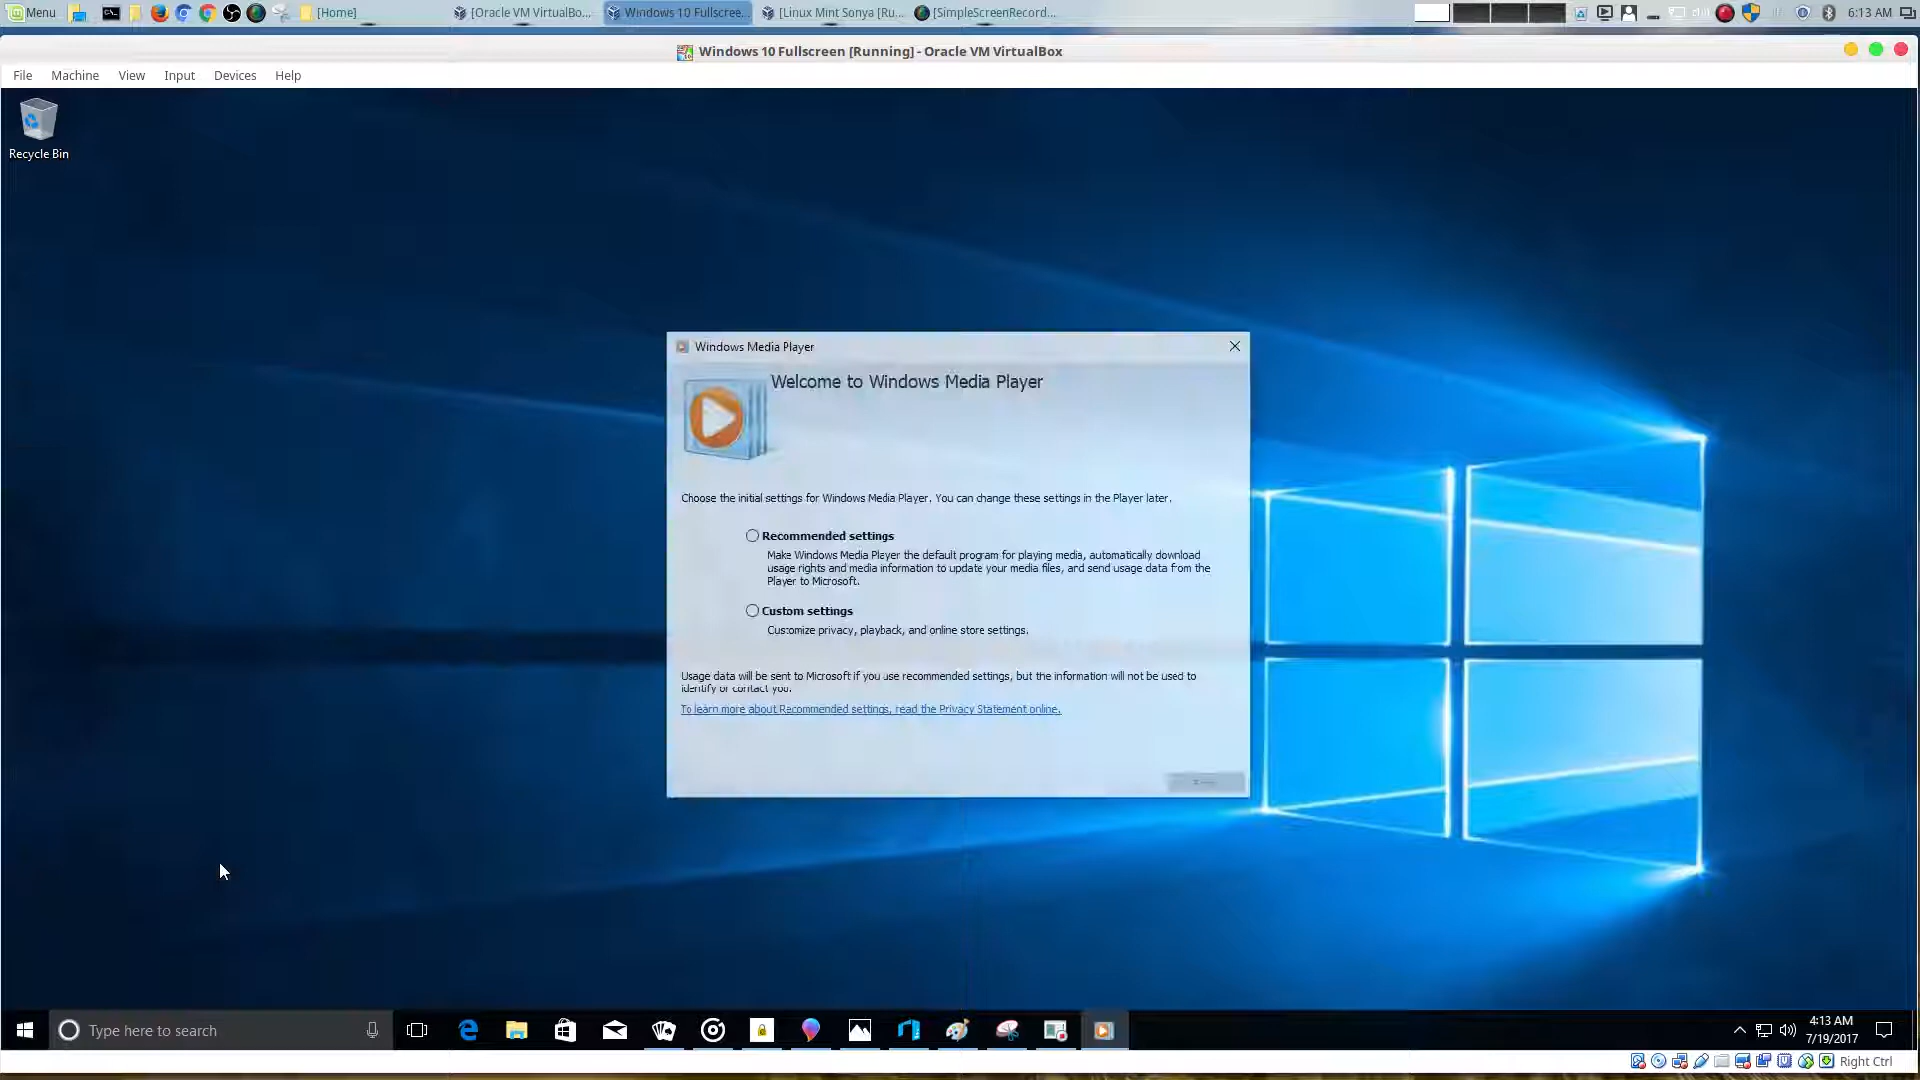 Menu
[Home]
[Oracle VM VirtualBo...
Windows 10 Fullscree...
[Linux Mint Sonya [Ru...
[SimpleScreenRecord...
6:13 AM
Windows 10 Fullscreen [Running] - Oracle VM VirtualBox
File Machine View Input Devices Help
Recycle Bin
Windows Media Player
Welcome to Windows Media Player
Choose the initial settings for Windows Media Player. You can change these settings in the Player later.
Recommended settings
Make Windows Media Player the default program for playing media, automatically download
usage rights and media information to update your media files, and send usage data from the
Player to Microsoft.
Custom settings
Customize privacy, playback, and online store settings.
Usage data will be sent to Microsoft if you use recommended settings, but the information will not be used to
identify or contact you.
To learn more about Recommended settings, read the Privacy Statement online.
Type here to search
4:13 AM
7/19/2017
Right Ctrl